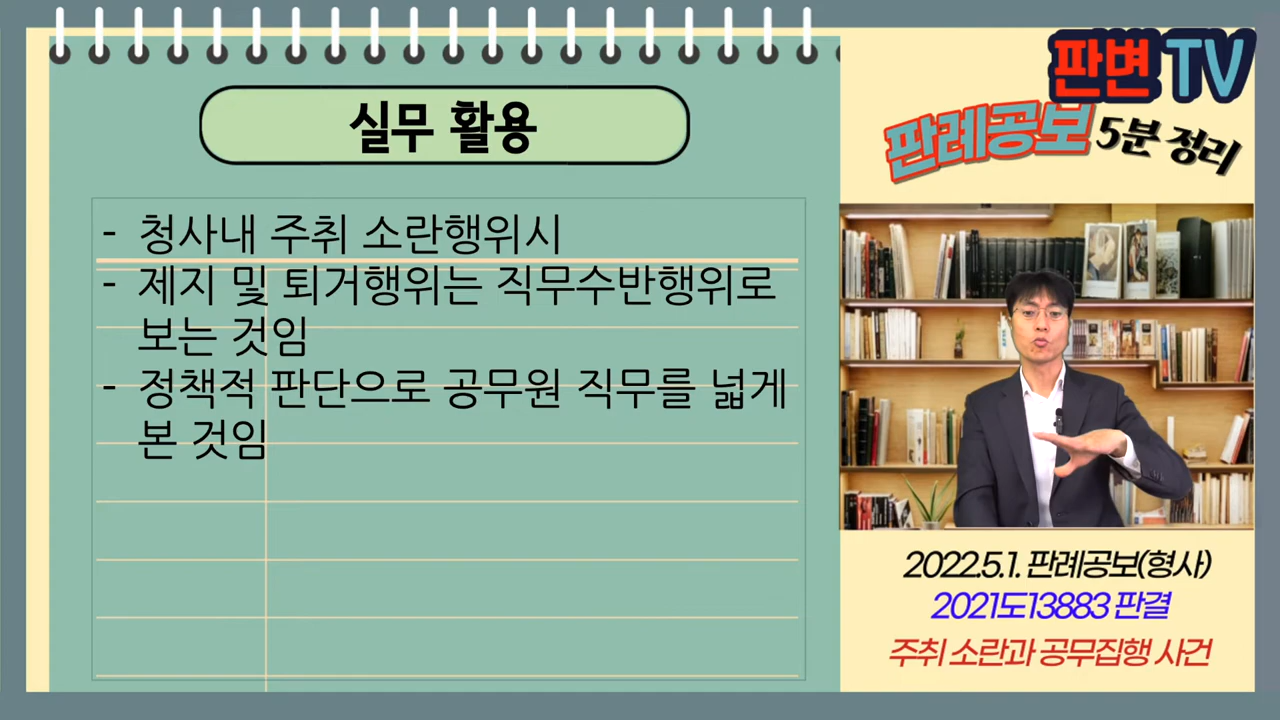 실무 활용
- 청사내 주취 소란행위시
- 제지 및 퇴거행위는 직무수반행위로
보는 것임
- 정책적 판단으로 공무원 직무를 넓게
본 것임
판변 TV
판례공보 5분 정리
2022.5.1. 판례공보(형사)
2021도13883 판결
주취 소란과 공무집행 사건